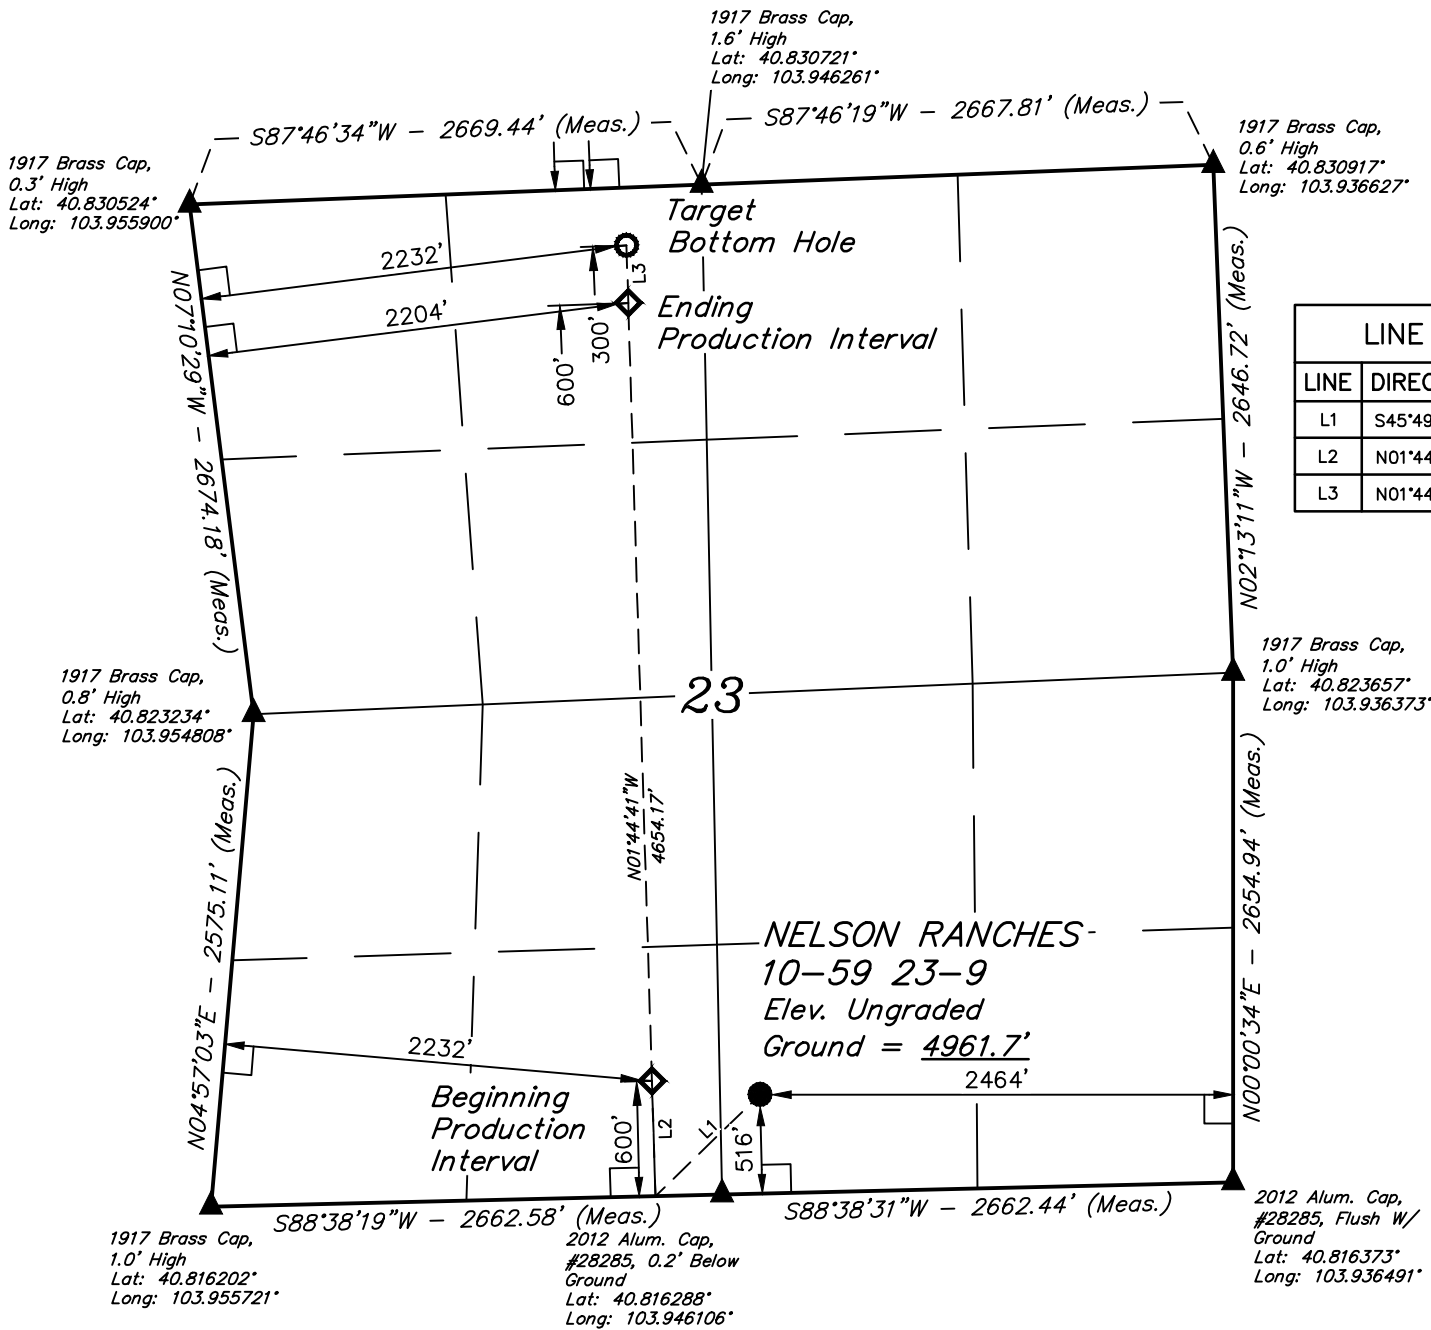 1917 Brass Cap,
1.6' High
Lat: 40.830721°
Long: 103.946261°
S87°46'34"W - 2669.44' (Meas.)
S87°46'19"W - 2667.81' (Meas.)
1917 Brass Cap,
0.3' High
Lat: 40.830524°
Long: 103.955900°
1917 Brass Cap,
0.6' High
Lat: 40.830917°
Long: 103.936627°
Target
Bottom Hole
2232'
L3
2204'
Ending
Production Interval
300'
600'
N07°10'29"W - 2674.18' (Meas.)
N02°13'11"W - 2646.72' (Meas.)
LINE
LINE DIREC
L1 S45°49
L2 N01°44
L3 N01°44
1917 Brass Cap,
0.8' High
Lat: 40.823234°
Long: 103.954808°
23
1917 Brass Cap,
1.0' High
Lat: 40.823657°
Long: 103.936373°
N01°44'41"W
4654.17'
N04°57'03"E - 2575.11' (Meas.)
N00°00'34"E - 2654.94' (Meas.)
NELSON RANCHES-
10-59 23-9
Elev. Ungraded
Ground = 4961.7'
2232'
2464'
Beginning
Production
Interval
600'
L2
L1
516'
S88°38'19"W - 2662.58' (Meas.)
S88°38'31"W - 2662.44' (Meas.)
1917 Brass Cap,
1.0' High
Lat: 40.816202°
Long: 103.955721°
2012 Alum. Cap,
#28285, 0.2' Below
Ground
Lat: 40.816288°
Long: 103.946106°
2012 Alum. Cap,
#28285, Flush W/
Ground
Lat: 40.816373°
Long: 103.936491°